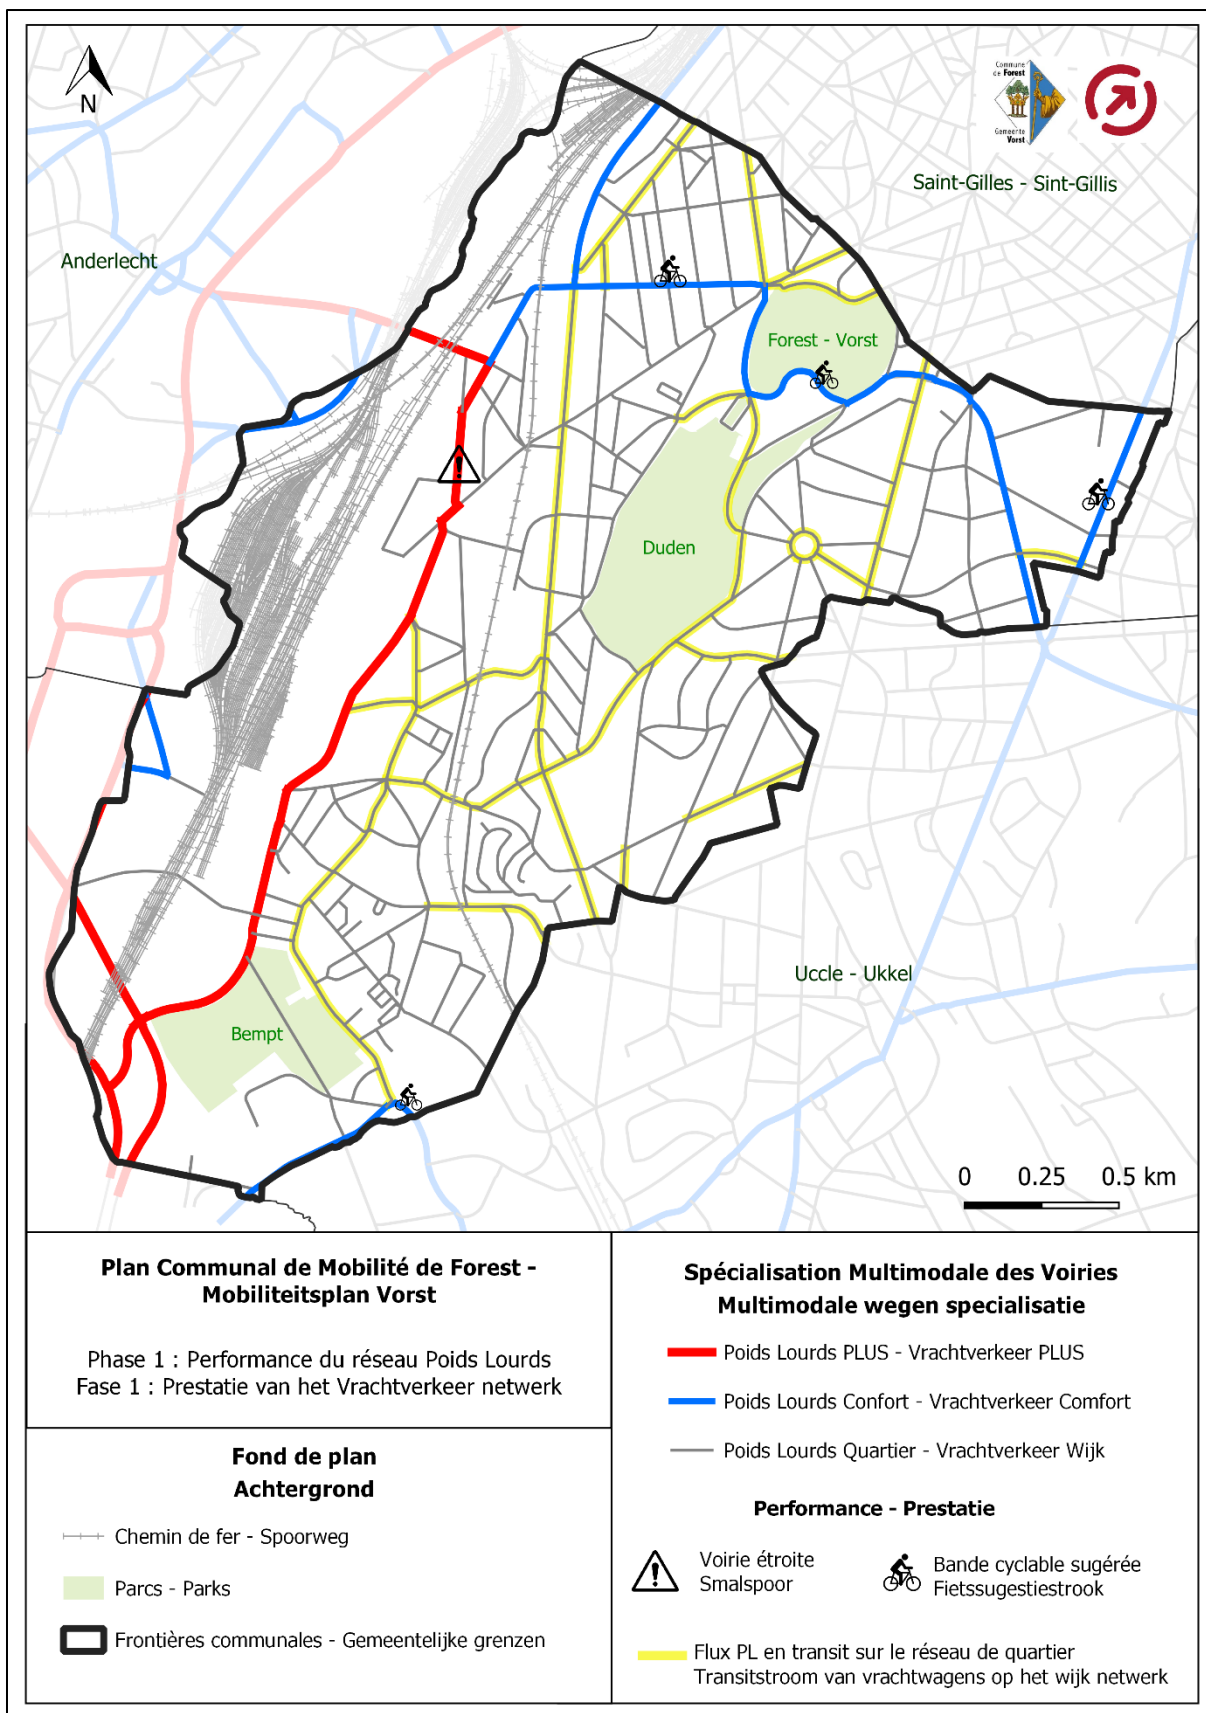 N
Commune
de Forest
Gemeente
Vorst
Saint-Gilles - Sint-Gillis
Anderlecht
Forest - Vorst
Duden
Uccle - Ukkel
Bempt
0 0.25 0.5 km
Plan Communal de Mobilité de Forest -
Mobiliteitsplan Vorst
Phase 1 : Performance du réseau Poids Lourds
Fase 1 : Prestatie van het Vrachtverkeer netwerk
Fond de plan
Achtergrond
Chemin de fer - Spoorweg
Parcs - Parks
Frontières communales - Gemeentelijke grenzen
Spécialisation Multimodale des Voiries
Multimodale wegen specialisatie
Poids Lourds PLUS - Vrachtverkeer PLUS
Poids Lourds Confort - Vrachtverkeer Comfort
Poids Lourds Quartier - Vrachtverkeer Wijk
Performance - Prestatie
Voirie étroite
Smalspoor
Bande cyclable sugérée
Fietssugestiestrook
Flux PL en transit sur le réseau de quartier
Transitstroom van vrachtwagens op het wijk netwerk